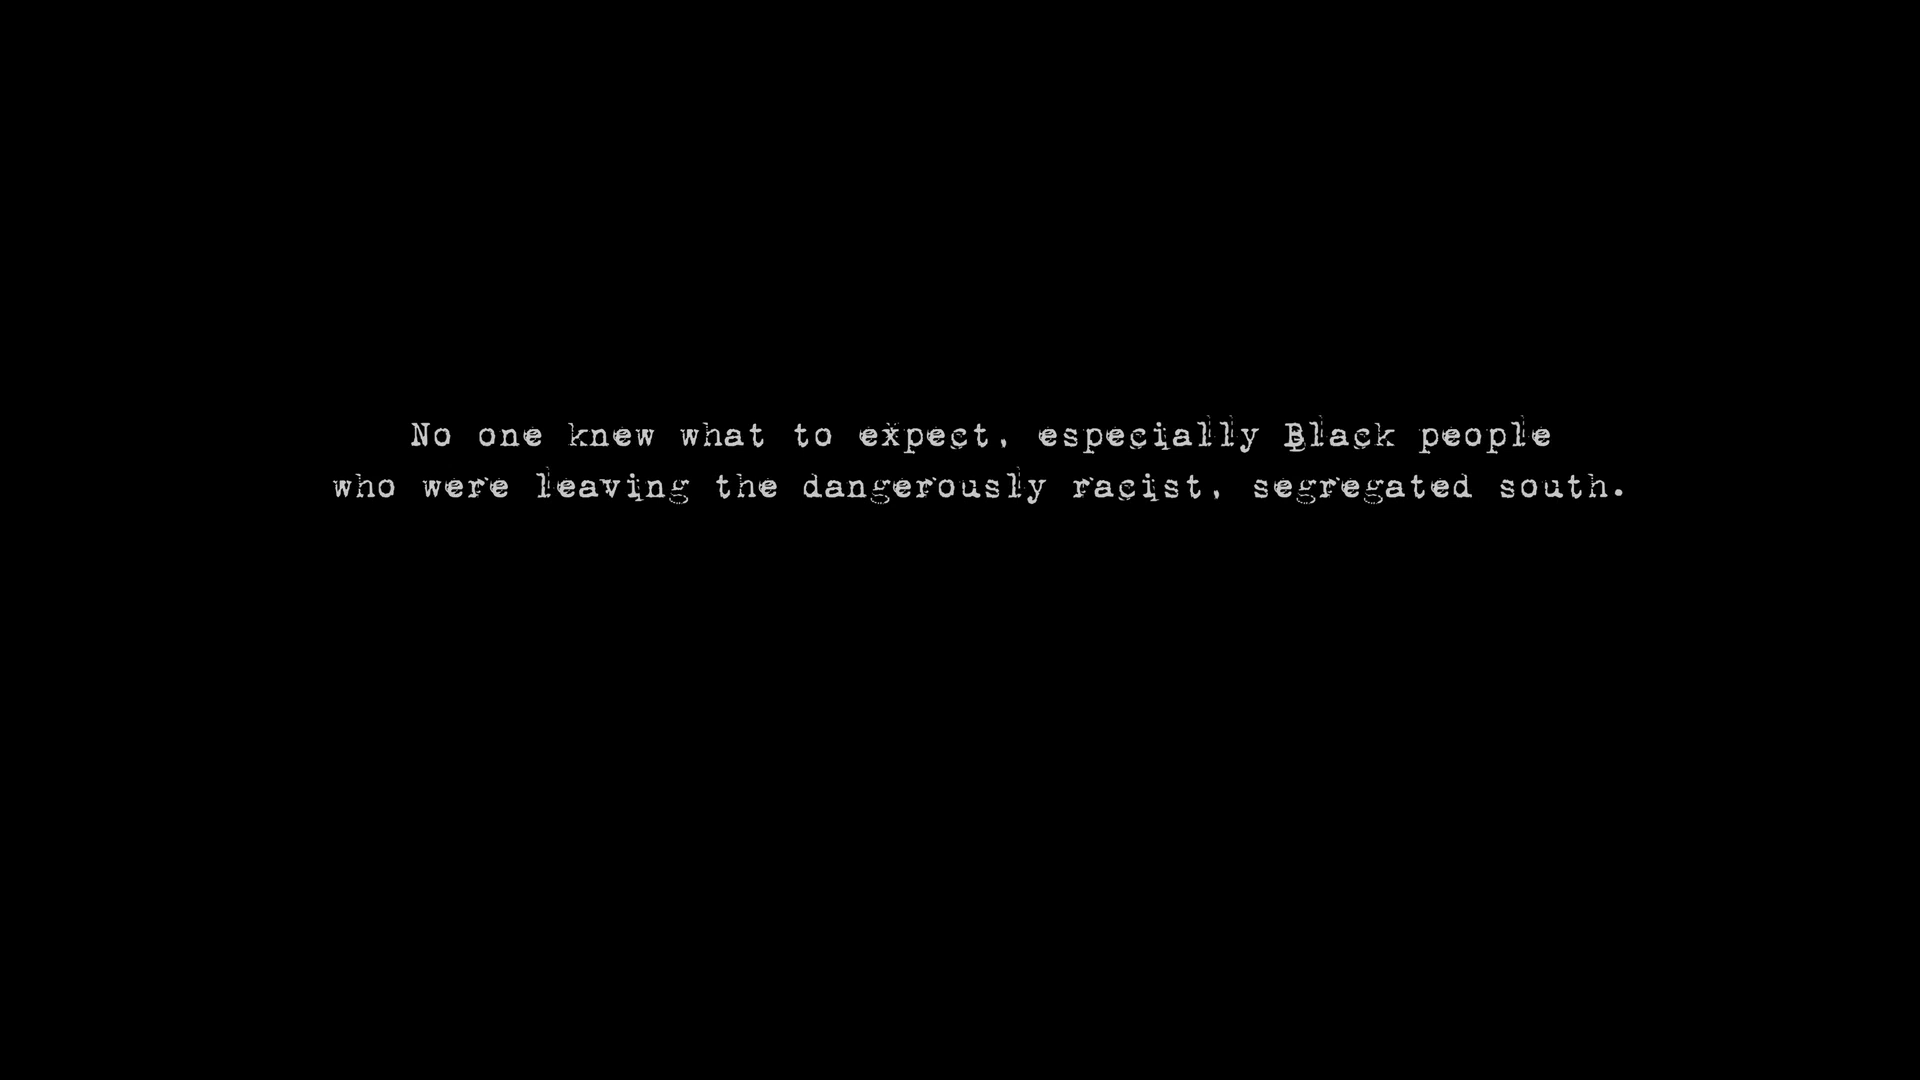 No one knew what to expect, especially Black people
who were leaving the dangerously racist, segregated south.